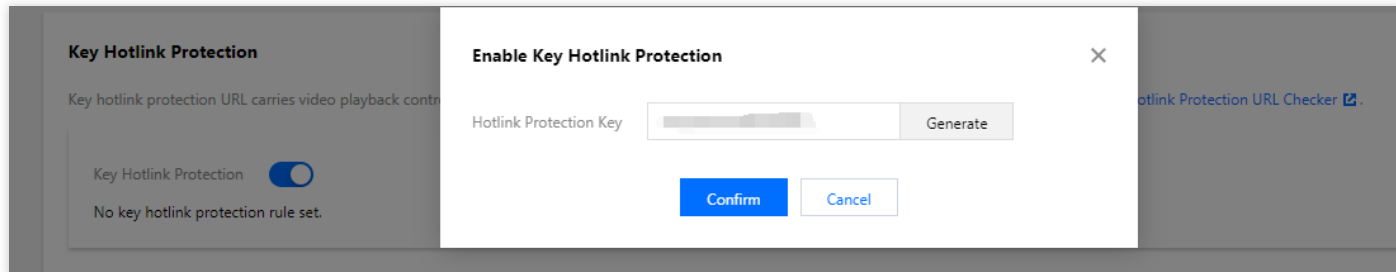 Key Hotlink Protection
Key hotlink protection URL carries video playback
otlink Protection URL Checker .
Key Hotlink Protection
No key hotlink protection rule set.
Enable Key Hotlink Protection
Hotlink Protection Key
Generate
Confirm
Cancel